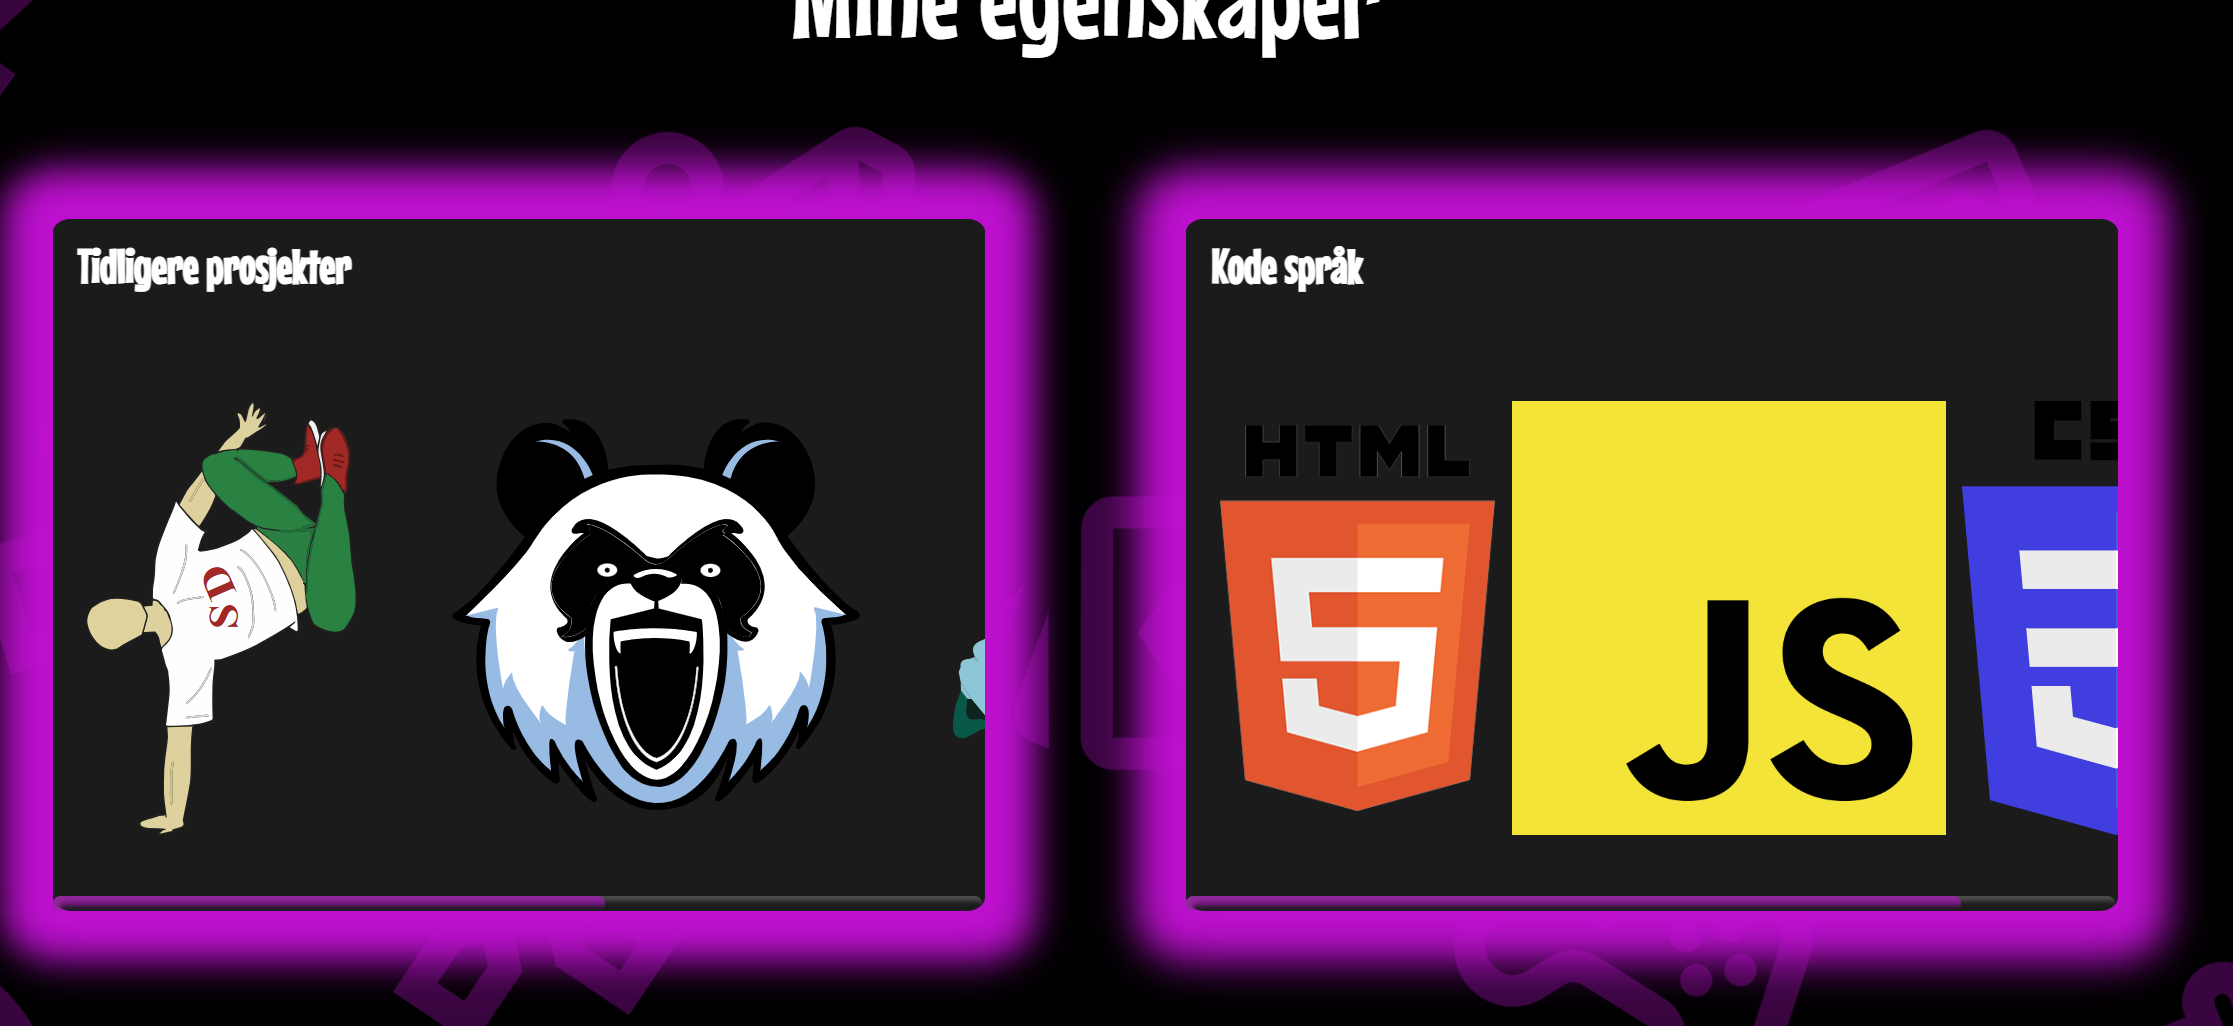 Mine egenskaper
Tidligere prosjekter
Kode språk
SD
HTML
5
JS